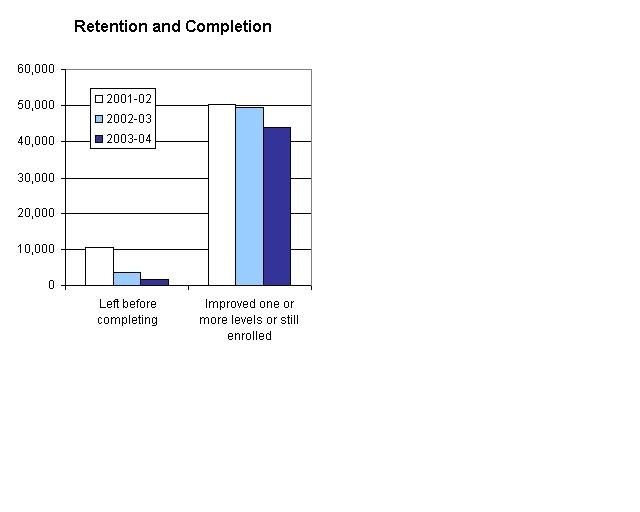 Retention and Completion
60,000
50,000
40,000
30,000
20,000
10,000
0
2001-02
2002-03
2003-04
Left before
completing
Improved one or
more levels or still
enrolled